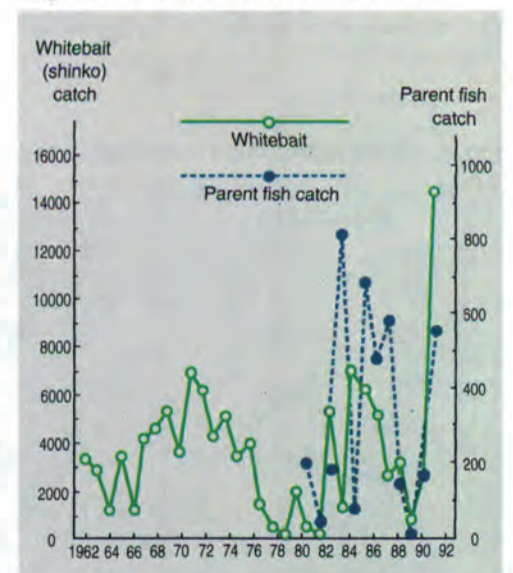 Whitebait
(shinko)
catch
Parent fish
catch
Whitebait
Parent fish catch
16000
14000
12000
10000
8000
6000
4000
2000
0
1000
800
600
400
200
0
1962 64 66 68 70 72 74 76 78 80 82 84 86 88 90 92